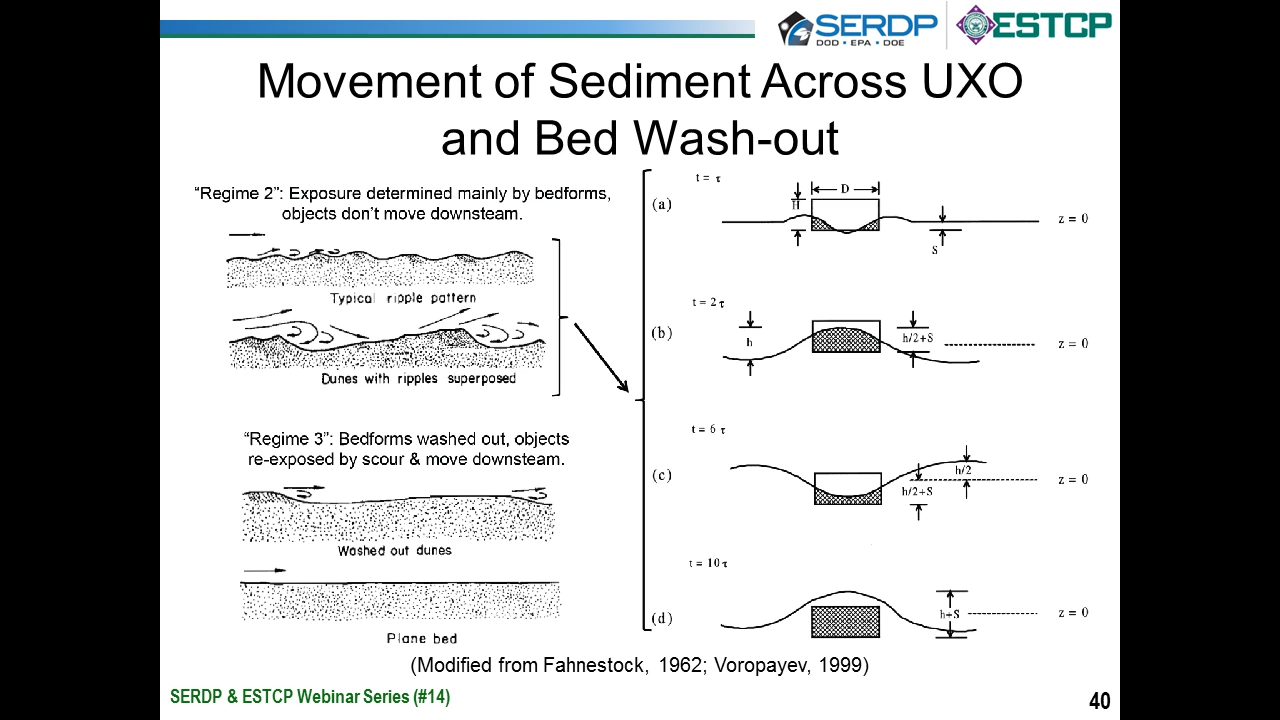 SERDP
DOD • EPA • DOE
ESTCP
Movement of Sediment Across UXO
and Bed Wash-out
“Regime 2”: Exposure determined mainly by bedforms,
objects don’t move downsteam.
Typical ripple pattern
Dunes with ripples superposed
“Regime 3”: Bedforms washed out, objects
re-exposed by scour & move downsteam.
Washed out dunes
Plane bed
t = τ
(a)
D
H
S
z = 0
t = 2 τ
(b)
h
h/2+S
z = 0
t = 6 τ
(c)
h/2+S
h/2
z = 0
t = 10 τ
(d)
h+S
z = 0
(Modified from Fahnestock, 1962; Voropayev, 1999)
SERDP & ESTCP Webinar Series (#14)
40